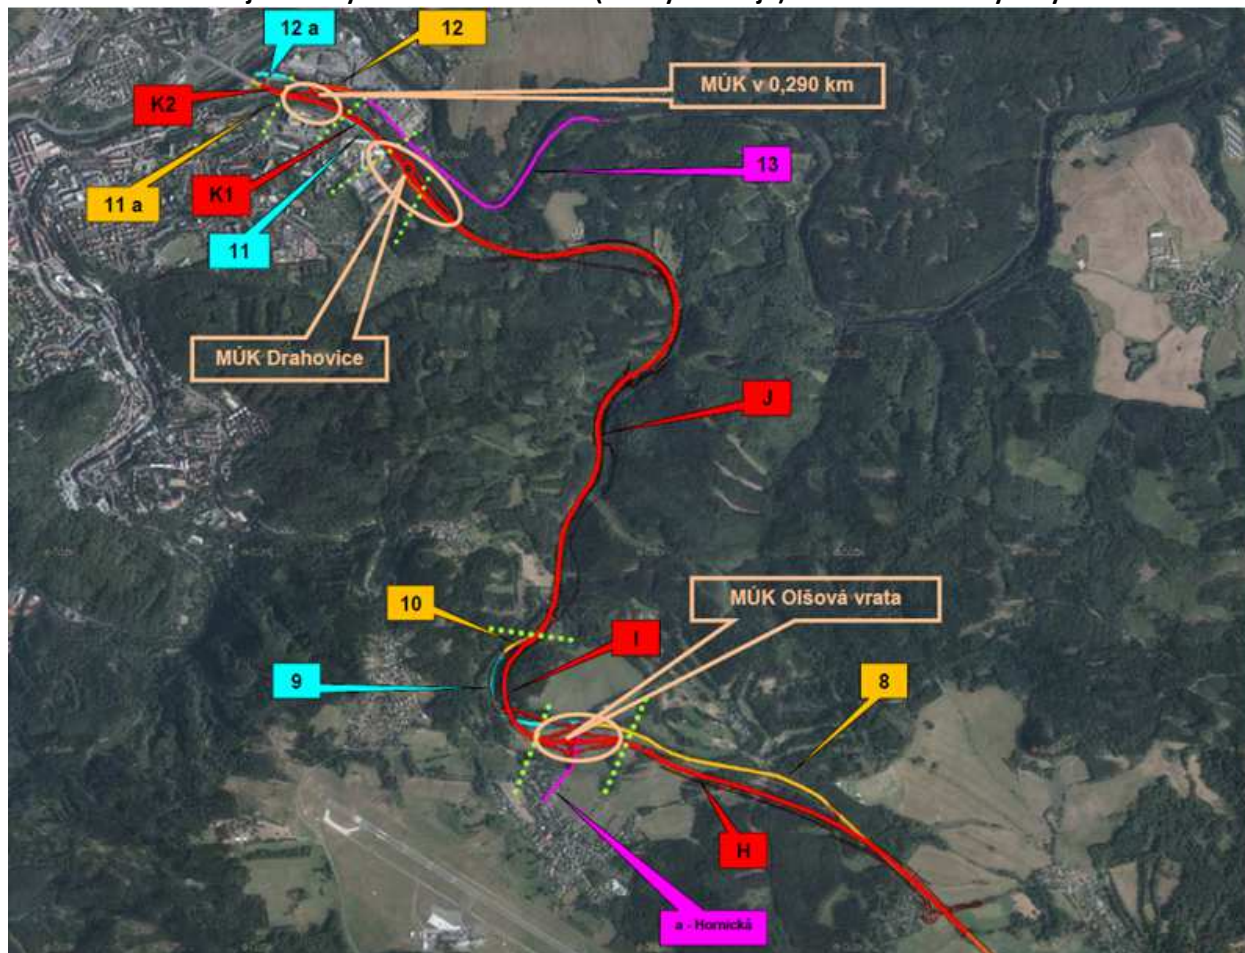 12 a
12
MÚK v 0,290 km
K2
13
11 a
K1
11
MÚK Drahovice
J
MÚK Olšová vrata
10
I
9
8
H
a - Hornická